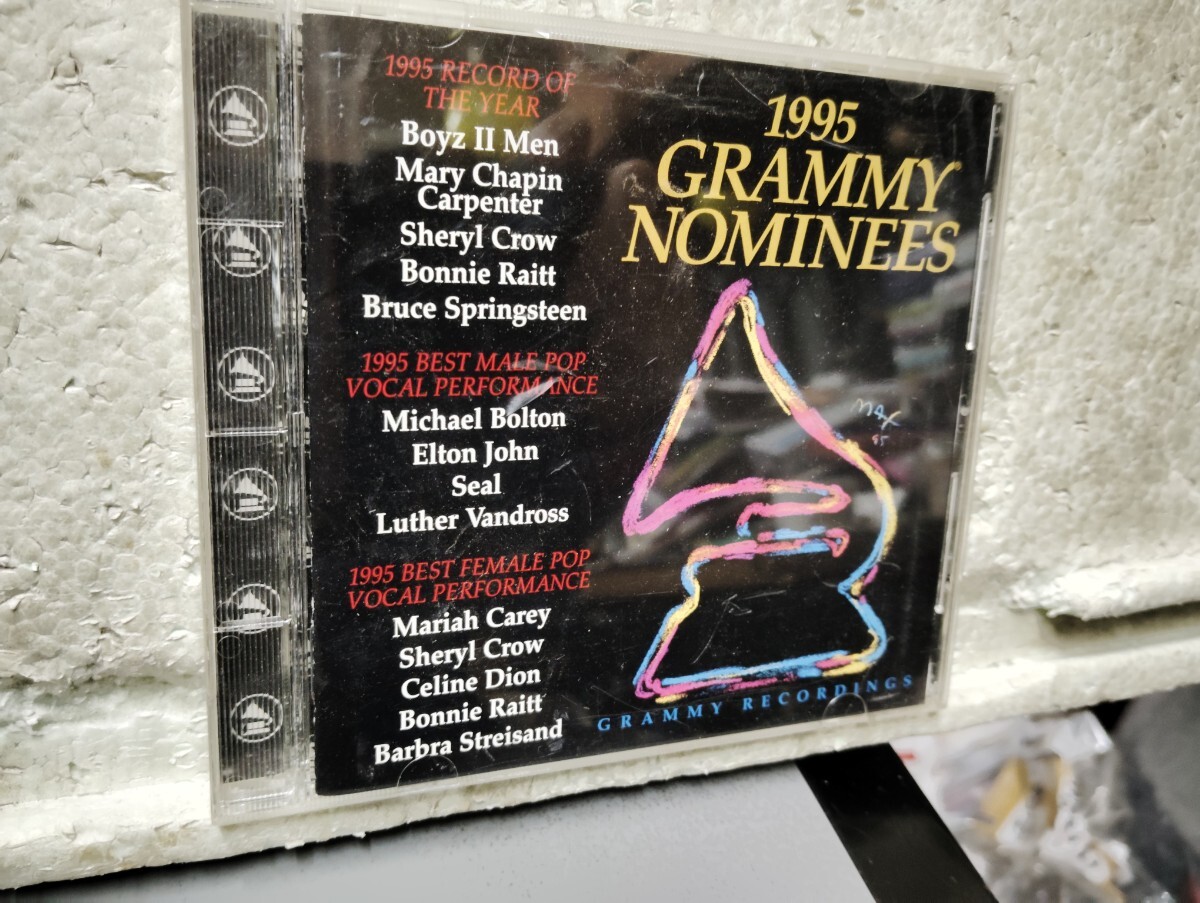 1995 RECORD OF
THE YEAR
Boyz II Men
Mary Chapin
Carpenter
Sheryl Crow
Bonnie Raitt
Bruce Springsteen
1995 BEST MALE POP
VOCAL PERFORMANCE
Michael Bolton
Elton John
Seal
Luther Vandross
1995 BEST FEMALE POP
VOCAL PERFORMANCE
Mariah Carey
Sheryl Crow
Celine Dion
Bonnie Raitt
Barbra Streisand
1995
GRAMMY
NOMINEES
MAX
95
GRAMMY RECORDINGS